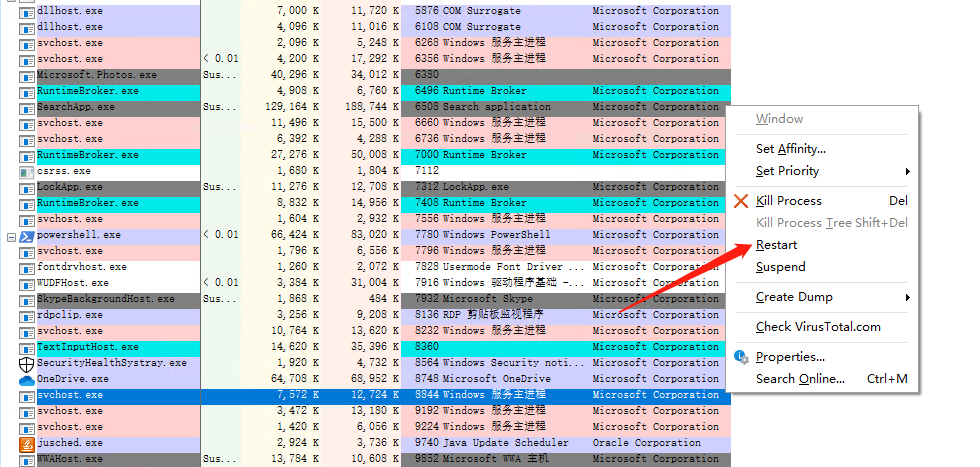 dllhost.exe 7,000 K 11,720 K 5876 COM Surrogate Microsoft Corporation
dllhost.exe 4,096 K 11,016 K 6108 COM Surrogate Microsoft Corporation
svchost.exe 2,096 K 5,248 K 6268 Windows 服务主进程 Microsoft Corporation
svchost.exe < 0.01 4,200 K 17,292 K 6356 Windows 服务主进程 Microsoft Corporation
Microsoft.Photos.exe Sus... 40,296 K 34,012 K 6380
RuntimeBroker.exe 4,908 K 6,760 K 6496 Runtime Broker Microsoft Corporation
SearchApp.exe Sus... 129,164 K 188,744 K 6508 Search application Microsoft Corporation
svchost.exe 11,496 K 15,500 K 6660 Windows 服务主进程 Microsoft Corporation
svchost.exe 6,392 K 4,288 K 6736 Windows 服务主进程 Microsoft Corporation
RuntimeBroker.exe 27,276 K 50,008 K 7000 Runtime Broker Microsoft Corporation
csrss.exe 1,680 K 1,804 K 7112
LockApp.exe Sus... 11,276 K 12,708 K 7312 LockApp.exe Microsoft Corporation
RuntimeBroker.exe 8,832 K 14,956 K 7408 Runtime Broker Microsoft Corporation
svchost.exe 1,604 K 2,932 K 7556 Windows 服务主进程 Microsoft Corporation
powershell.exe < 0.01 66,424 K 83,020 K 7780 Windows PowerShell Microsoft Corporation
svchost.exe 1,796 K 6,556 K 7796 Windows 服务主进程 Microsoft Corporation
fontdrvhost.exe 1,260 K 2,072 K 7828 Usermode Font Driver ... Microsoft Corporation
WUDFHost.exe < 0.01 3,384 K 31,004 K 7916 Windows 驱动程序基础 -... Microsoft Corporation
SkypeBackgroundHost.exe Sus... 1,868 K 484 K 7932 Microsoft Skype Microsoft Corporation
rdpclip.exe 3,256 K 9,208 K 8136 RDP 剪贴板监视程序 Microsoft Corporation
svchost.exe 10,764 K 13,620 K 8232 Windows 服务主进程 Microsoft Corporation
TextInputHost.exe 14,620 K 35,396 K 8360 Microsoft Corporation
SecurityHealthSystray.exe 1,920 K 4,732 K 8564 Windows Security noti... Microsoft Corporation
OneDrive.exe 64,708 K 68,952 K 8748 Microsoft OneDrive Microsoft Corporation
svchost.exe 7,572 K 12,724 K 8844 Windows 服务主进程 Microsoft Corporation
svchost.exe 3,472 K 13,180 K 9192 Windows 服务主进程 Microsoft Corporation
svchost.exe 1,420 K 6,056 K 9224 Windows 服务主进程 Microsoft Corporation
jusched.exe 2,924 K 3,736 K 9740 Java Update Scheduler Oracle Corporation
WWAHost.exe Sus... 13,784 K 10,608 K 9852 Microsoft WWA 主机 Microsoft Corporation
Window
Set Affinity...
Set Priority
Kill Process Del
Kill Process Tree Shift+Del
Restart
Suspend
Create Dump
Check VirusTotal.com
Properties...
Search Online... Ctrl+M